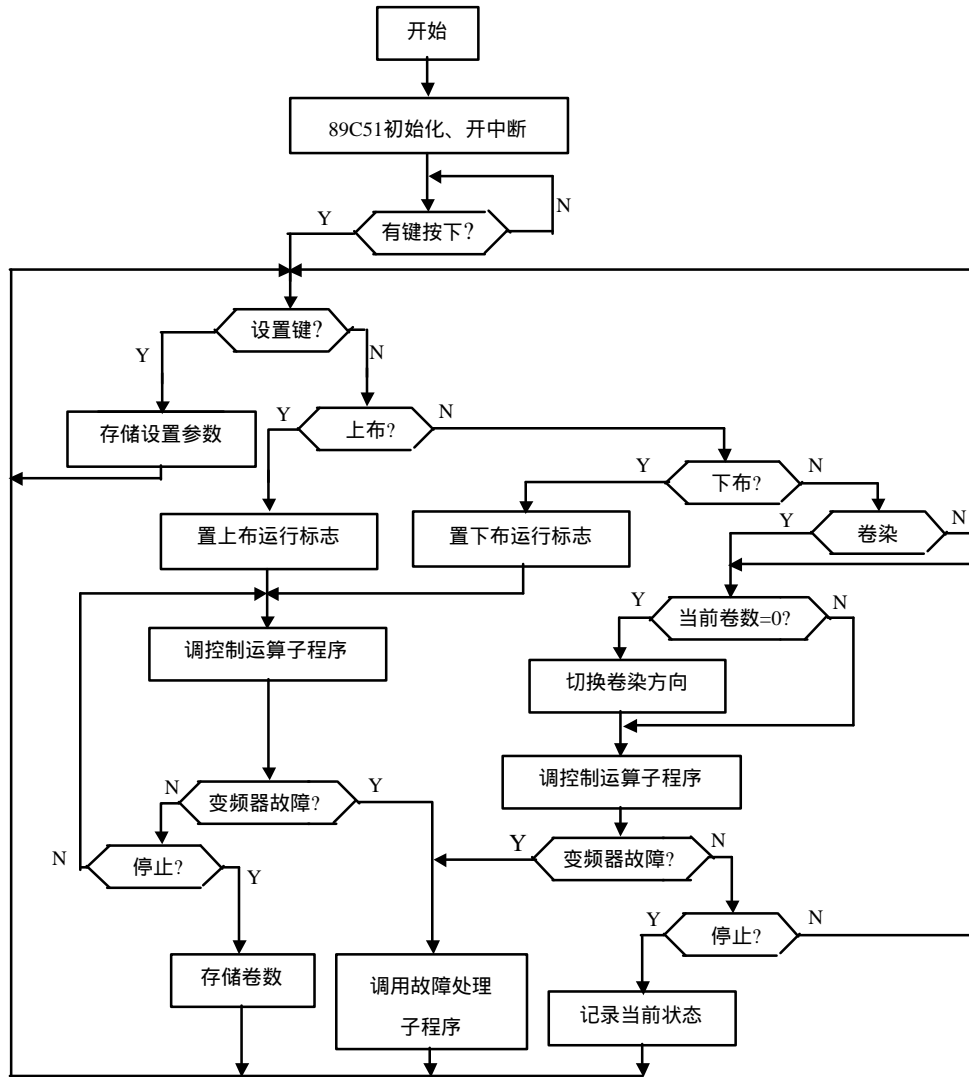 开始
89C51初始化、开中断
Y
有键按下?
N
设置键?
Y
N
存储设置参数
Y
上布?
N
Y
下布?
N
置上布运行标志
置下布运行标志
Y
卷染
N
Y
当前卷数=0?
N
调控制运算子程序
切换卷染方向
调控制运算子程序
N
变频器故障?
Y
Y
变频器故障?
N
N
停止?
Y
Y
停止?
N
存储卷数
调用故障处理
子程序
记录当前状态